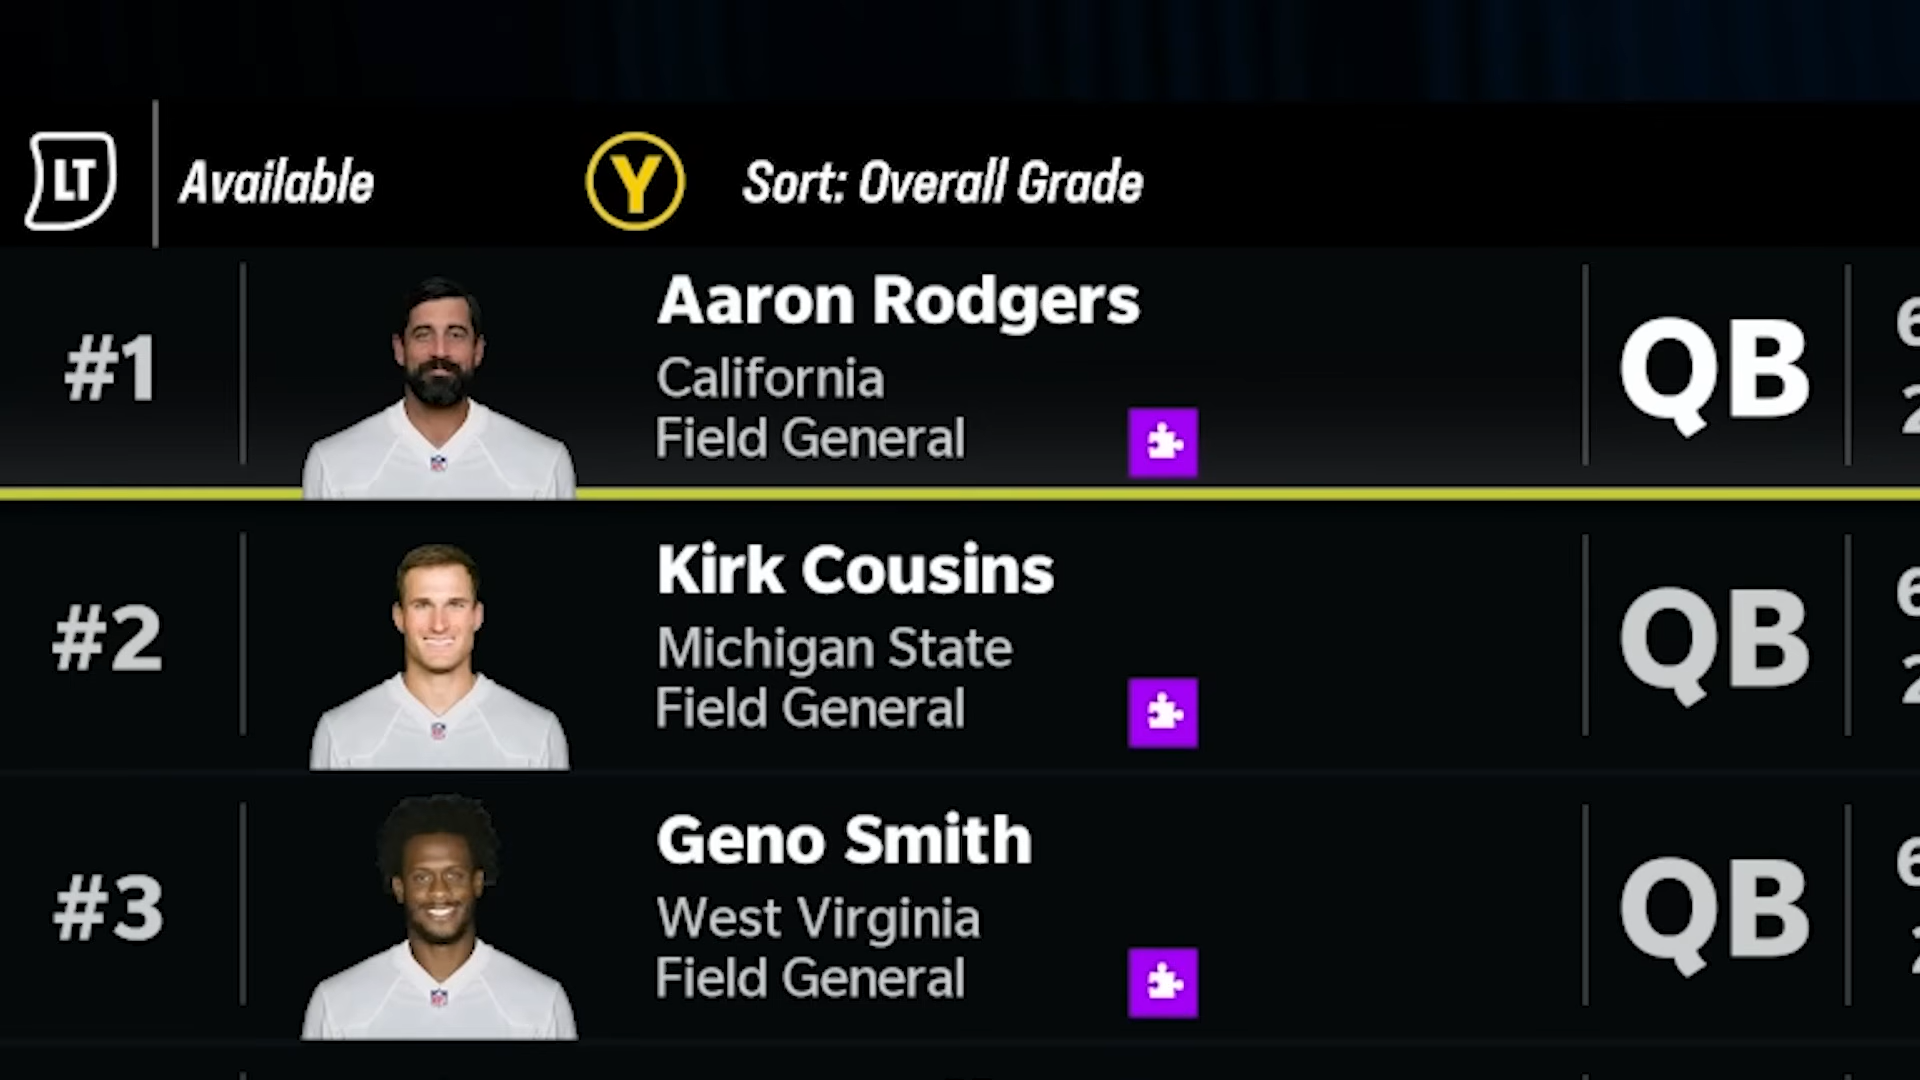 LT Available Y Sort: Overall Grade
#1
Aaron Rodgers
California
Field General
QB
#2
Kirk Cousins
Michigan State
Field General
QB
#3
Geno Smith
West Virginia
Field General
QB